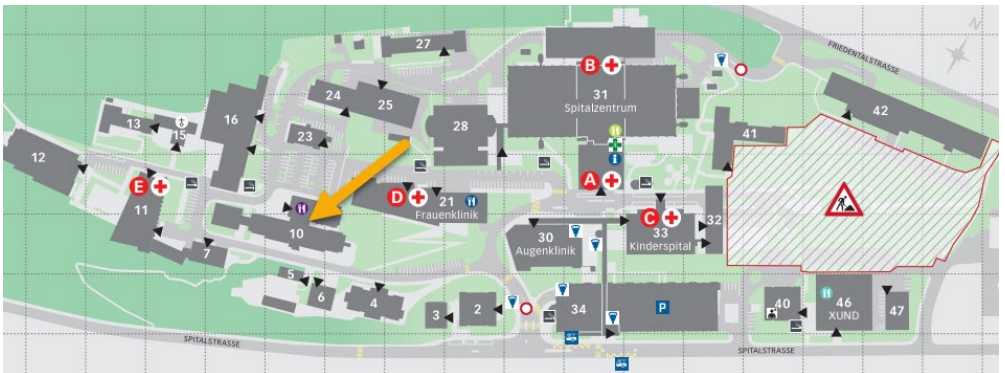 27
FRIEDENTALSTRASSE
N
B
31
Spitalzentrum
24
25
42
13
15
16
23
28
41
12
i
A
E
11
D
21
Frauenklinik
C
33
Kinderspital
32
10
30
Augenklinik
7
5
6
4
3
2
34
P
40
46
XUND
47
SPITALSTRASSE
SPITALSTRASSE